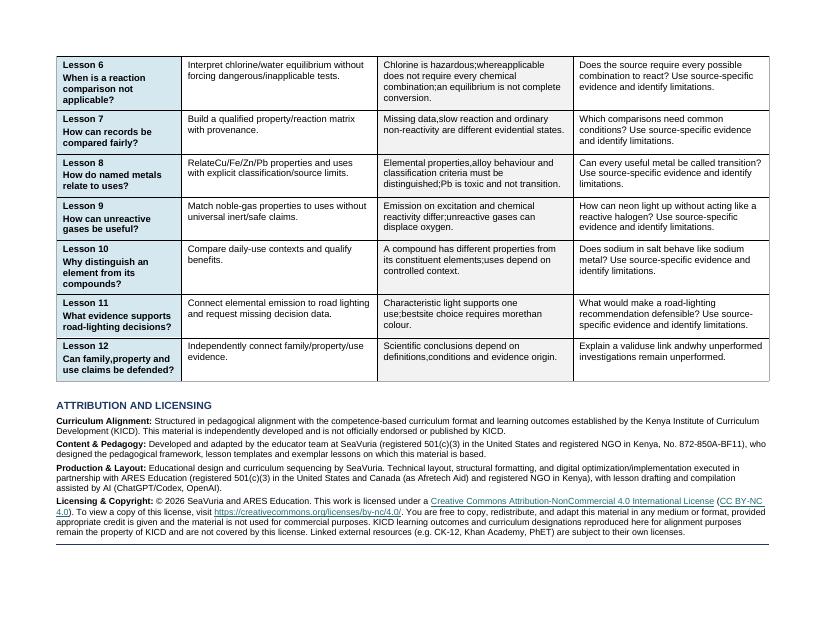 Lesson 6
When is a reaction
comparison not
applicable?
Interpret chlorine/water equilibrium without
forcing dangerous/inapplicable tests.
Chlorine is hazardous;whereapplicable
does not require every chemical
combination;an equilibrium is not complete
conversion.
Does the source require every possible
combination to react? Use source-specific
evidence and identify limitations.
Lesson 7
How can records be
compared fairly?
Build a qualified property/reaction matrix
with provenance.
Missing data,slow reaction and ordinary
non-reactivity are different evidential states.
Which comparisons need common
conditions? Use source-specific evidence
and identify limitations.
Lesson 8
How do named metals
relate to uses?
RelateCu/Fe/Zn/Pb properties and uses
with explicit classification/source limits.
Elemental properties,alloy behaviour and
classification criteria must be
distinguished;Pb is toxic and not transition.
Can every useful metal be called transition?
Use source-specific evidence and identify
limitations.
Lesson 9
How can unreactive
gases be useful?
Match noble-gas properties to uses without
universal inert/safe claims.
Emission on excitation and chemical
reactivity differ;unreactive gases can
displace oxygen.
How can neon light up without acting like a
reactive halogen? Use source-specific
evidence and identify limitations.
Lesson 10
Why distinguish an
element from its
compounds?
Compare daily-use contexts and qualify
benefits.
A compound has different properties from
its constituent elements;uses depend on
controlled context.
Does sodium in salt behave like sodium
metal? Use source-specific evidence and
identify limitations.
Lesson 11
What evidence supports
road-lighting decisions?
Connect elemental emission to road lighting
and request missing decision data.
Characteristic light supports one
use;bestsite choice requires morethan
colour.
What would make a road-lighting
recommendation defensible? Use source-
specific evidence and identify limitations.
Lesson 12
Can family,property and
use claims be defended?
Independently connect family/property/use
evidence.
Scientific conclusions depend on
definitions,conditions and evidence origin.
Explain a validuse link andwhy unperformed
investigations remain unperformed.
ATTRIBUTION AND LICENSING
Curriculum Alignment: Structured in pedagogical alignment with the competence-based curriculum format and learning outcomes established by the Kenya Institute of Curriculum
Development (KICD). This material is independently developed and is not officially endorsed or published by KICD.
Content & Pedagogy: Developed and adapted by the educator team at SeaVuria (registered 501(c)(3) in the United States and registered NGO in Kenya, No. 872-850A-BF11), who
designed the pedagogical framework, lesson templates and exemplar lessons on which this material is based.
Production & Layout: Educational design and curriculum sequencing by SeaVuria. Technical layout, structural formatting, and digital optimization/implementation executed in
partnership with ARES Education (registered 501(c)(3) in the United States and Canada (as Afretech Aid) and registered NGO in Kenya), with lesson drafting and compilation
assisted by AI (ChatGPT/Codex, OpenAI).
Licensing & Copyright: © 2026 SeaVuria and ARES Education. This work is licensed under a Creative Commons Attribution-NonCommercial 4.0 International License (CC BY-NC
4.0). To view a copy of this license, visit https://creativecommons.org/licenses/by-nc/4.0/. You are free to copy, redistribute, and adapt this material in any medium or format, provided
appropriate credit is given and the material is not used for commercial purposes. KICD learning outcomes and curriculum designations reproduced here for alignment purposes
remain the property of KICD and are not covered by this license. Linked external resources (e.g. CK-12, Khan Academy, PhET) are subject to their own licenses.